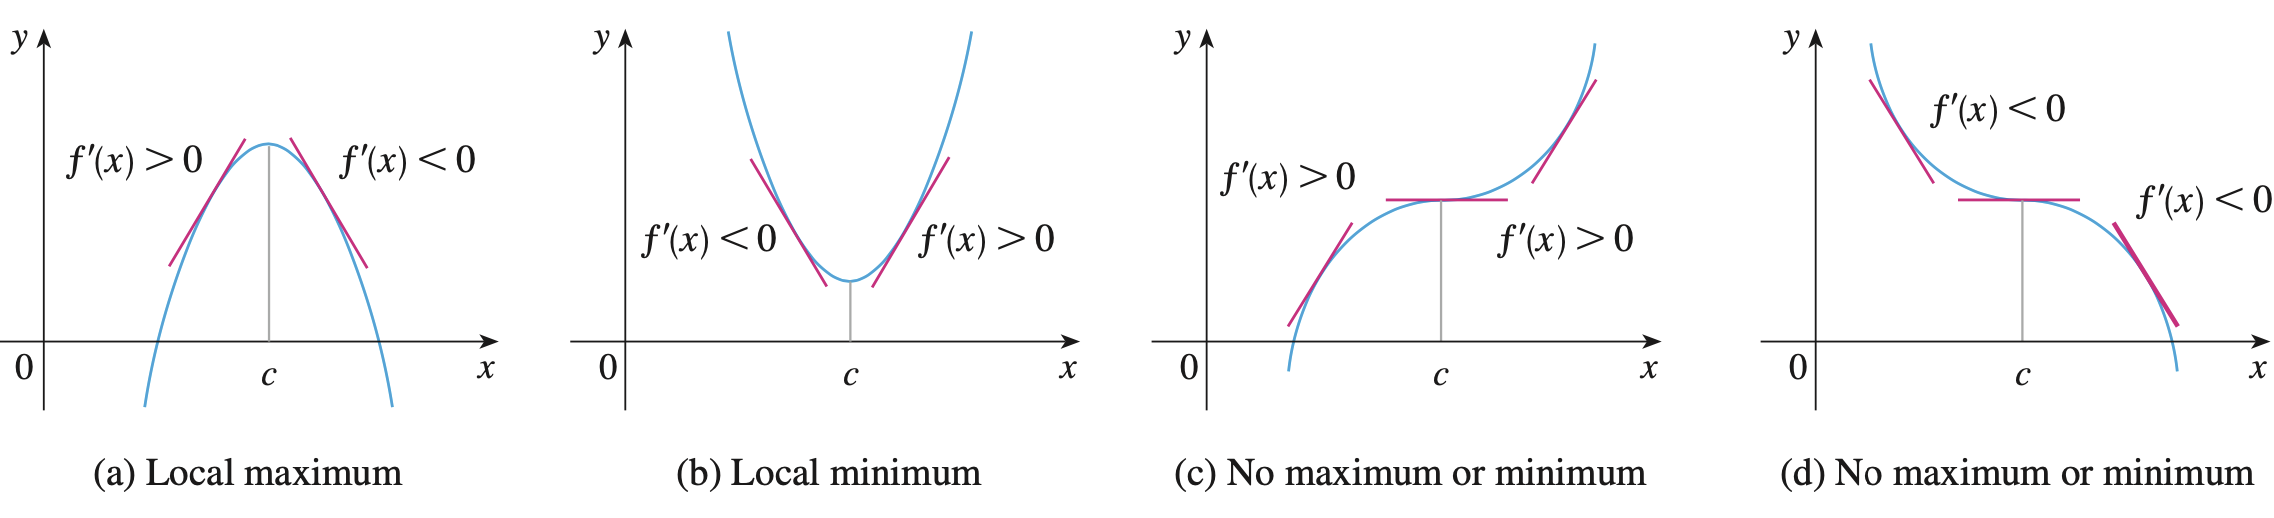 y
f′(x) > 0
f′(x) < 0
0
c
x
(a) Local maximum
y
f′(x) < 0
f′(x) > 0
0
c
x
(b) Local minimum
y
f′(x) > 0
f′(x) > 0
0
c
x
(c) No maximum or minimum
y
f′(x) < 0
f′(x) < 0
0
c
x
(d) No maximum or minimum